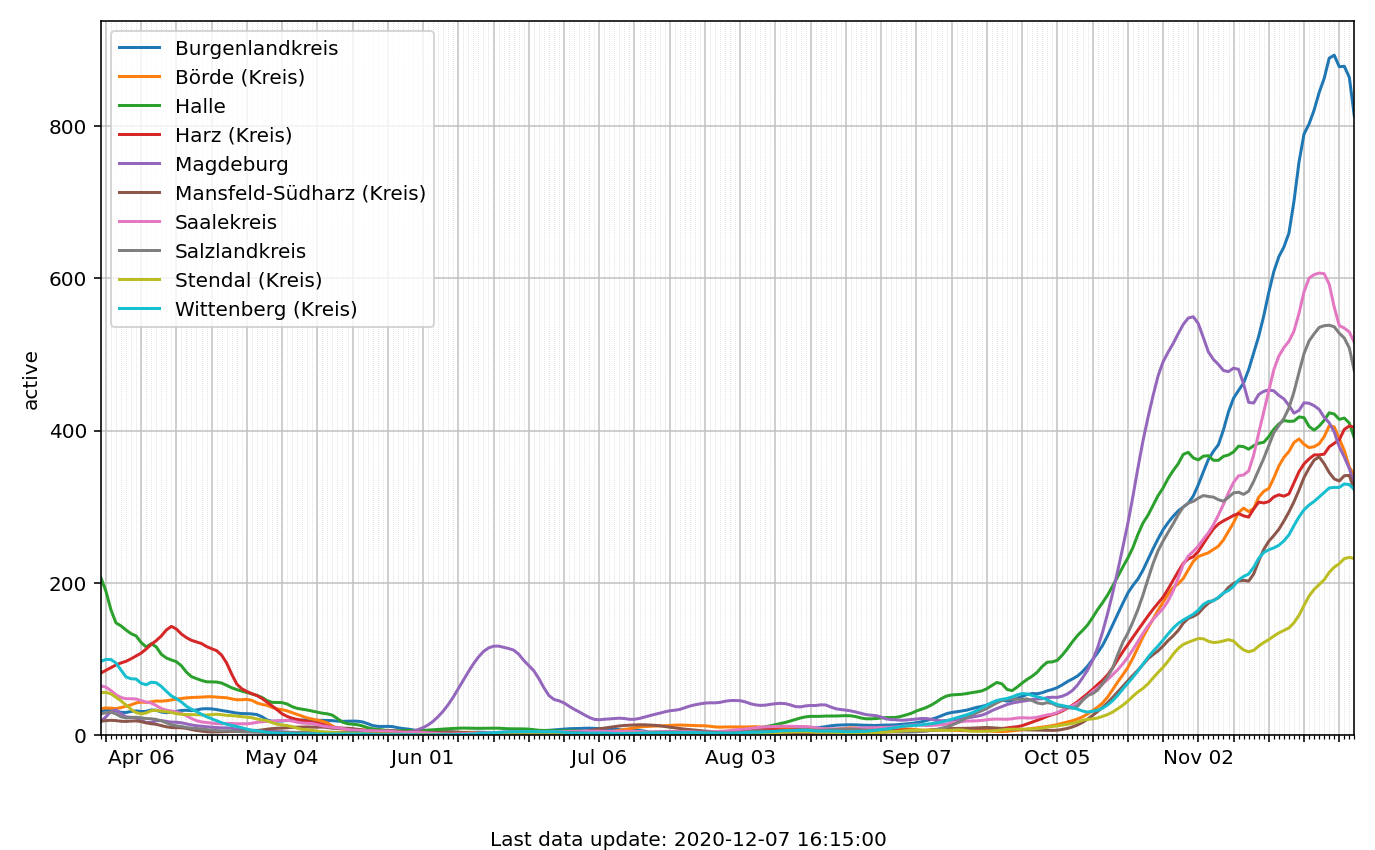 Burgenlandkreis
Börde (Kreis)
Halle
Harz (Kreis)
Magdeburg
Mansfeld-Südharz (Kreis)
Saalekreis
Salzlandkreis
Stendal (Kreis)
Wittenberg (Kreis)
active
800
600
400
200
0
Apr 06 May 04 Jun 01 Jul 06 Aug 03 Sep 07 Oct 05 Nov 02
Last data update: 2020-12-07 16:15:00